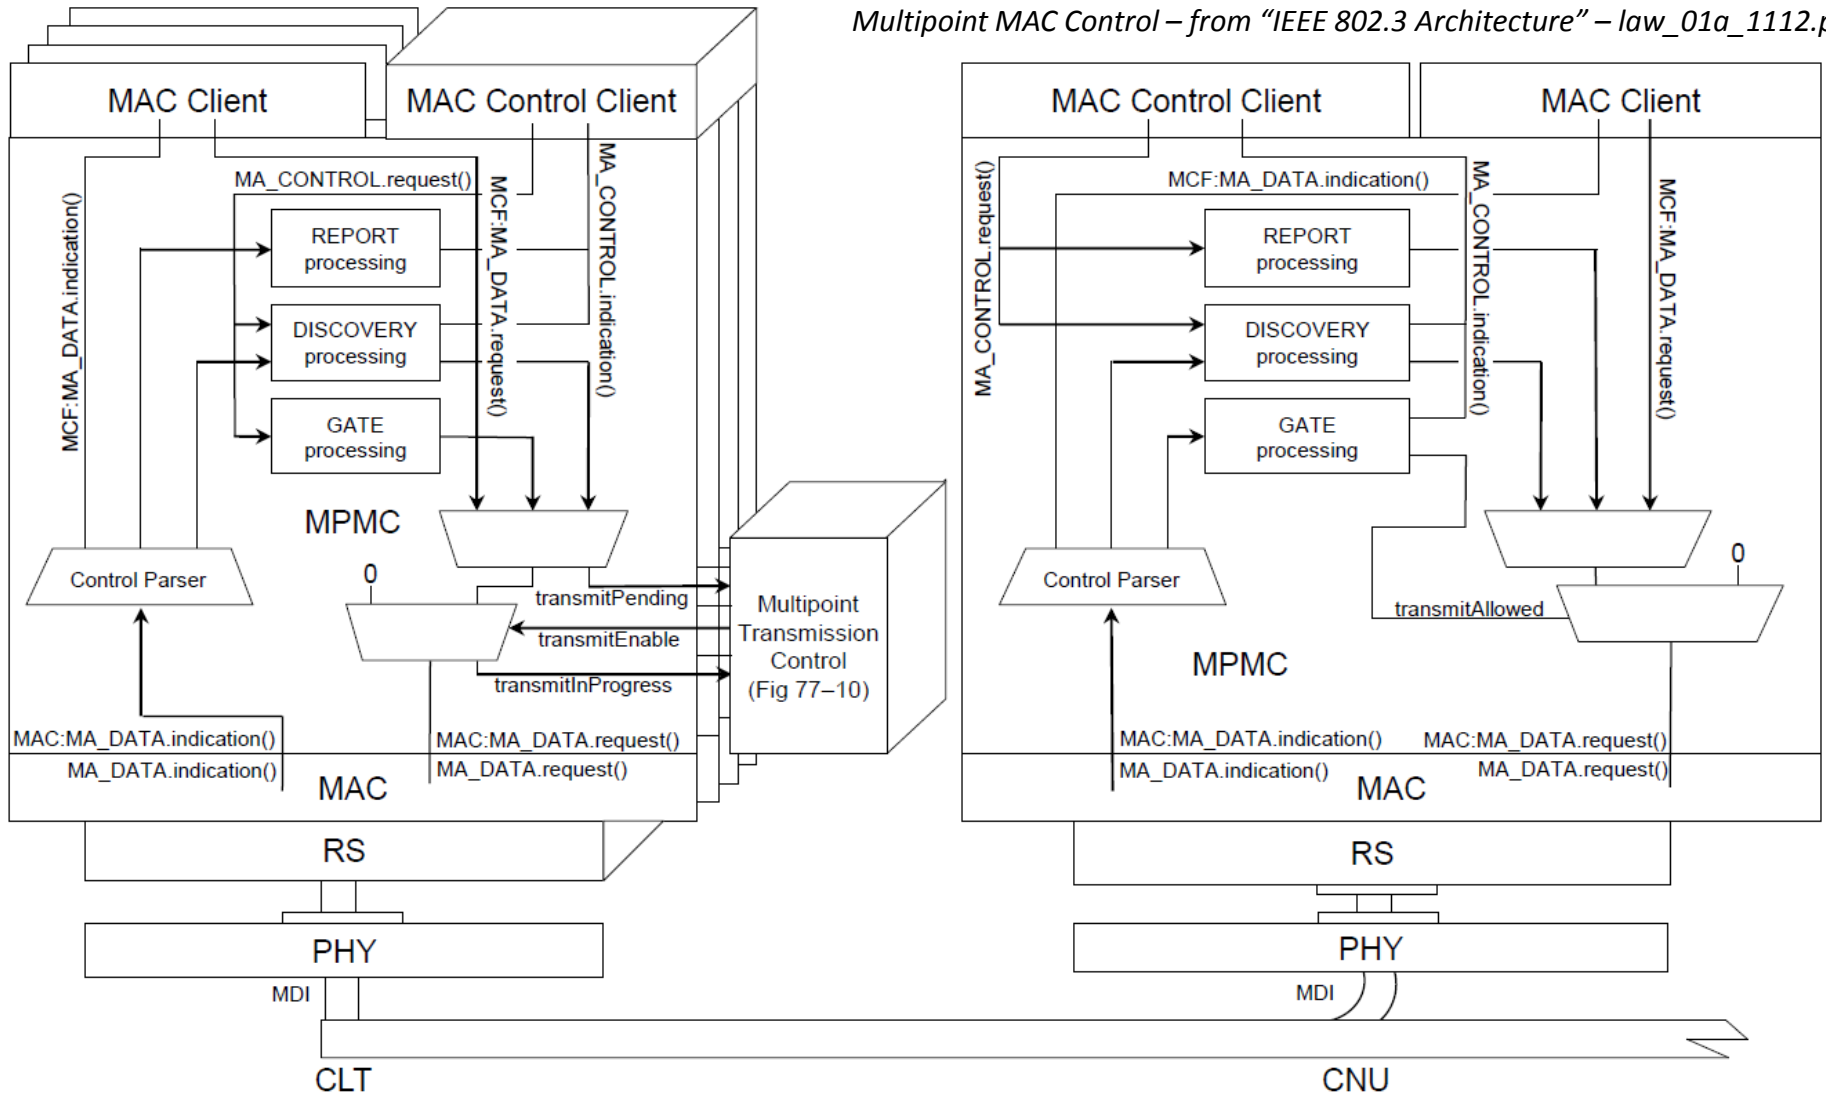 Multipoint MAC Control – from “IEEE 802.3 Architecture” – law_01a_1112.p
MAC Client
MAC Control Client
MA_CONTROL.request()
MCF:MA_DATA.indication()
MCF:MA_DATA.request()
MA_CONTROL.indication()
REPORT
processing
DISCOVERY
processing
GATE
processing
MPMC
Control Parser
0
transmitPending
transmitEnable
transmitInProgress
Multipoint
Transmission
Control
(Fig 77–10)
MAC:MA_DATA.indication()
MAC:MA_DATA.request()
MA_DATA.indication()
MA_DATA.request()
MAC
RS
PHY
MDI
CLT
MAC Control Client
MAC Client
MA_CONTROL.request()
MCF:MA_DATA.indication()
MA_CONTROL.indication()
MCF:MA_DATA.request()
REPORT
processing
DISCOVERY
processing
GATE
processing
0
Control Parser
transmitAllowed
MPMC
MAC:MA_DATA.indication()
MAC:MA_DATA.request()
MA_DATA.indication()
MA_DATA.request()
MAC
RS
PHY
MDI
CNU